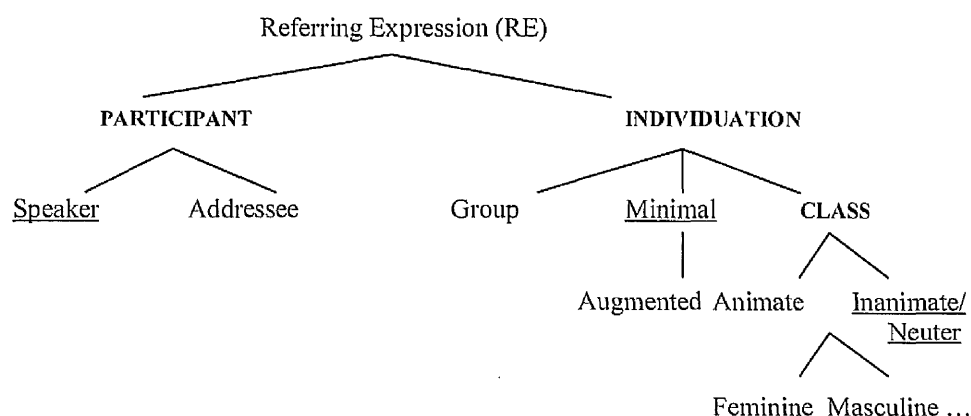 Referring Expression (RE)
PARTICIPANT INDIVIDUATION
Speaker Addressee Group Minimal CLASS
Augmented Animate Inanimate/
Neuter
Feminine Masculine ...